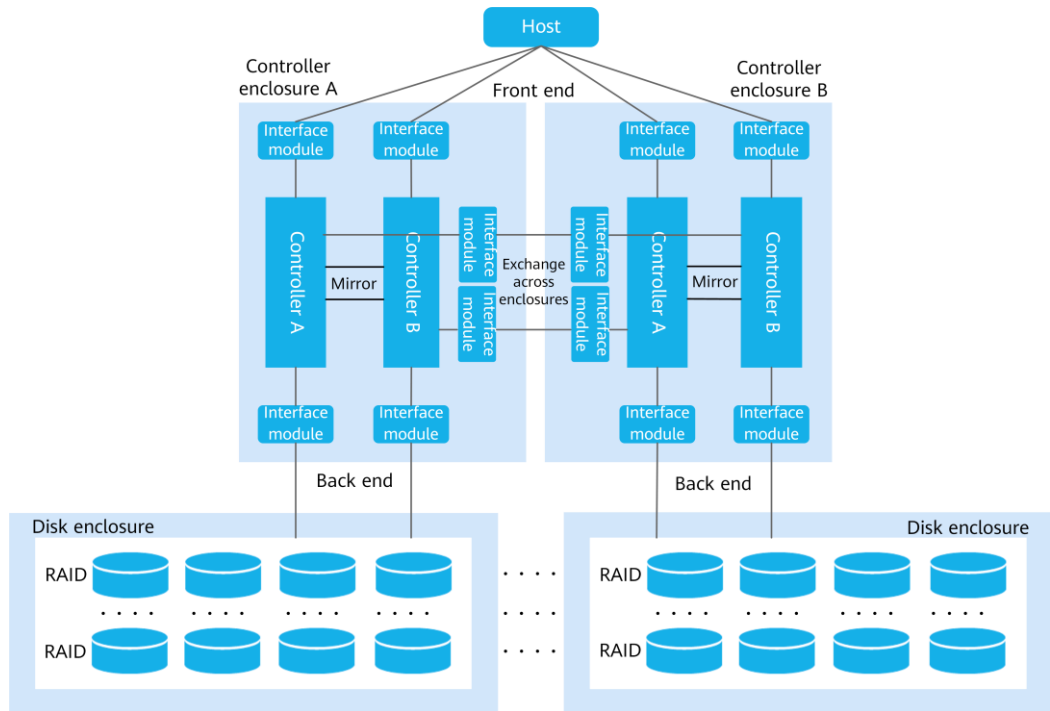 Host
Controller
enclosure A
Front end
Controller
enclosure B
Interface
module
Interface
module
Interface
module
Interface
module
Controller A
Mirror
Controller B
Interface
module
Interface
module
Exchange
across
enclosures
Interface
module
Interface
module
Controller A
Mirror
Controller B
Interface
module
Interface
module
Interface
module
Interface
module
Back end
Back end
Disk enclosure
Disk enclosure
RAID
. . . .
RAID
. . . .
. . . .
. . . .
. . . .
. . . .
. . . .
. . . .
. . . .
. . . .
. . . .
RAID
. . . .
RAID